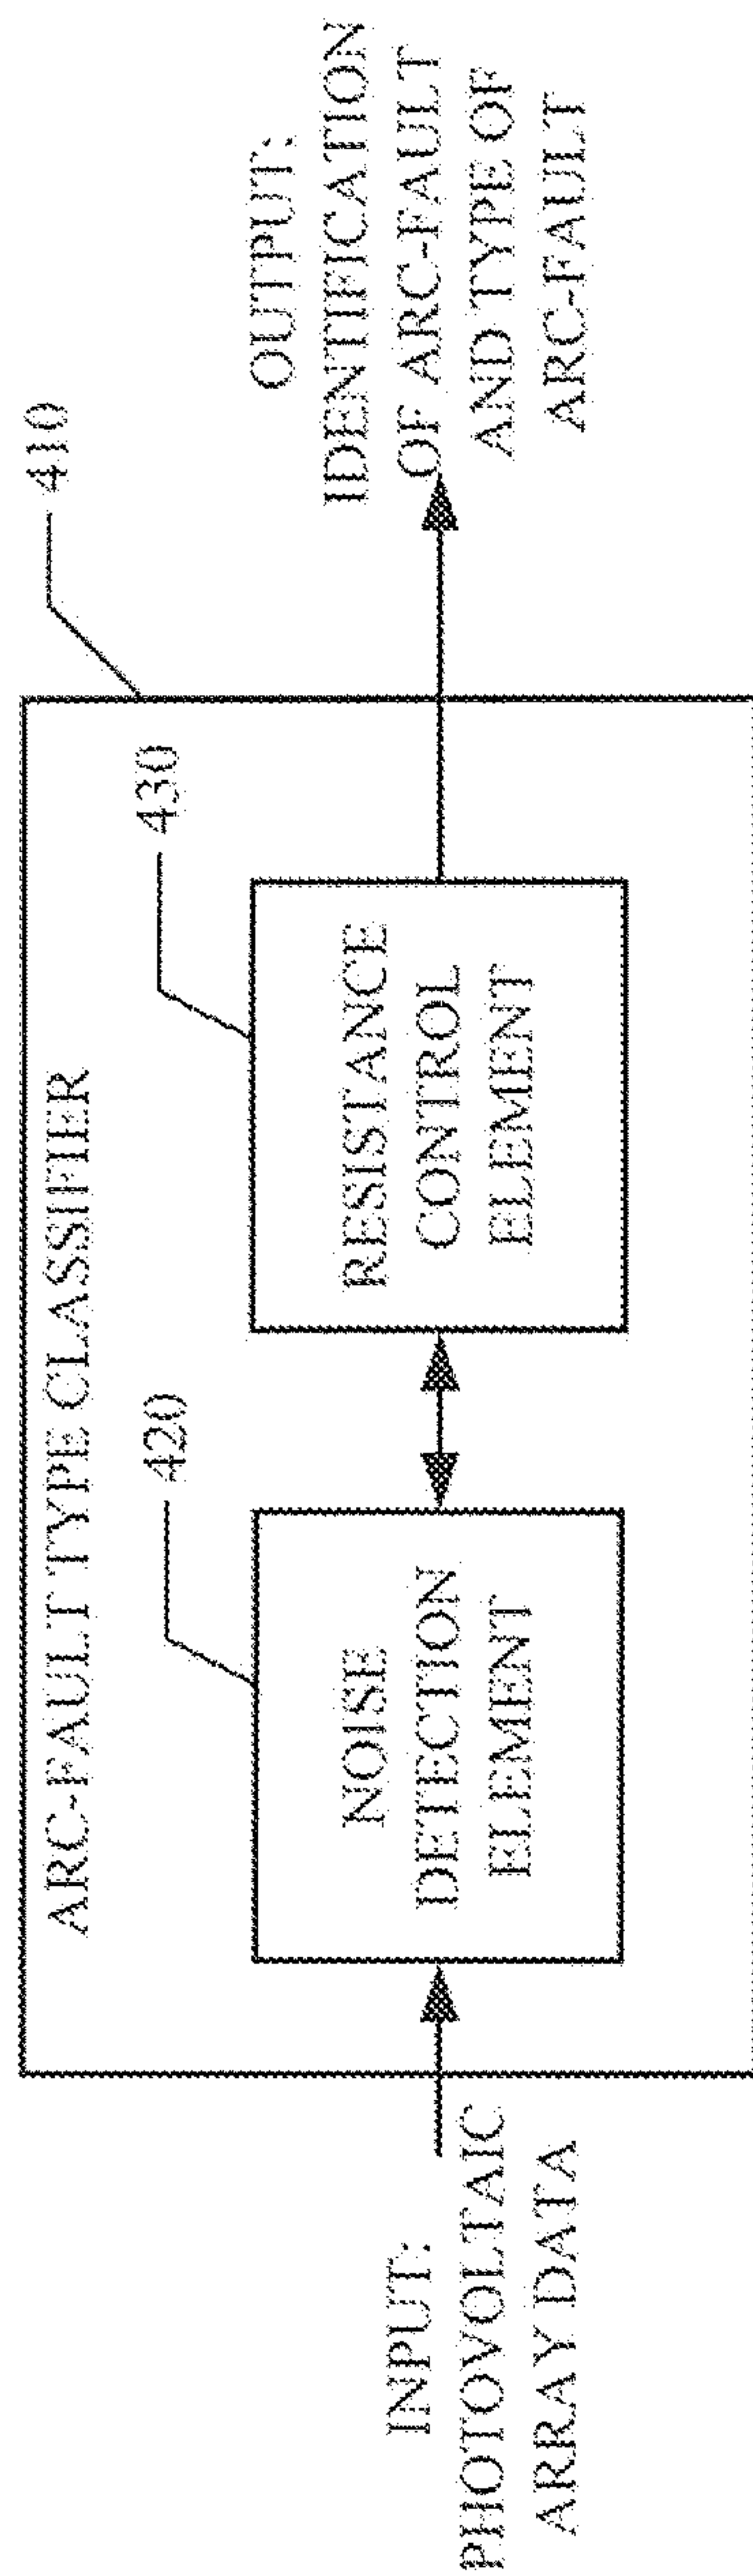 INPUT:
PHOTOVOLTAIC
ARRAY DATA
ARC-FAULT TYPE CLASSIFIER
420
NOISE
DETECTION
ELEMENT
430
RESISTANCE
CONTROL
ELEMENT
410
OUTPUT:
IDENTIFICATION
OF ARC-FAULT
AND TYPE OF
ARC-FAULT